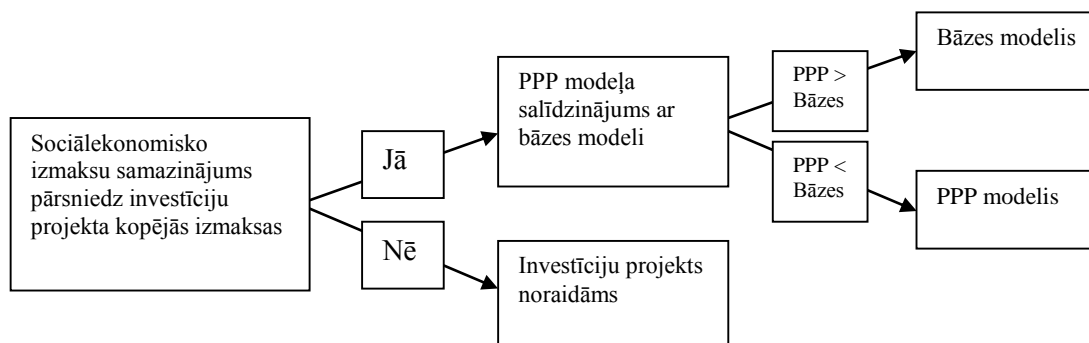 Sociālekonomisko
izmaksu samazinājums
pārsniedz investīciju
projekta kopējās izmaksas
Jā
Nē
PPP modeļa
salīdzinājums ar
bāzes modeli
Investīciju projekts
noraidāms
PPP >
Bāzes
PPP <
Bāzes
Bāzes modelis
PPP modelis